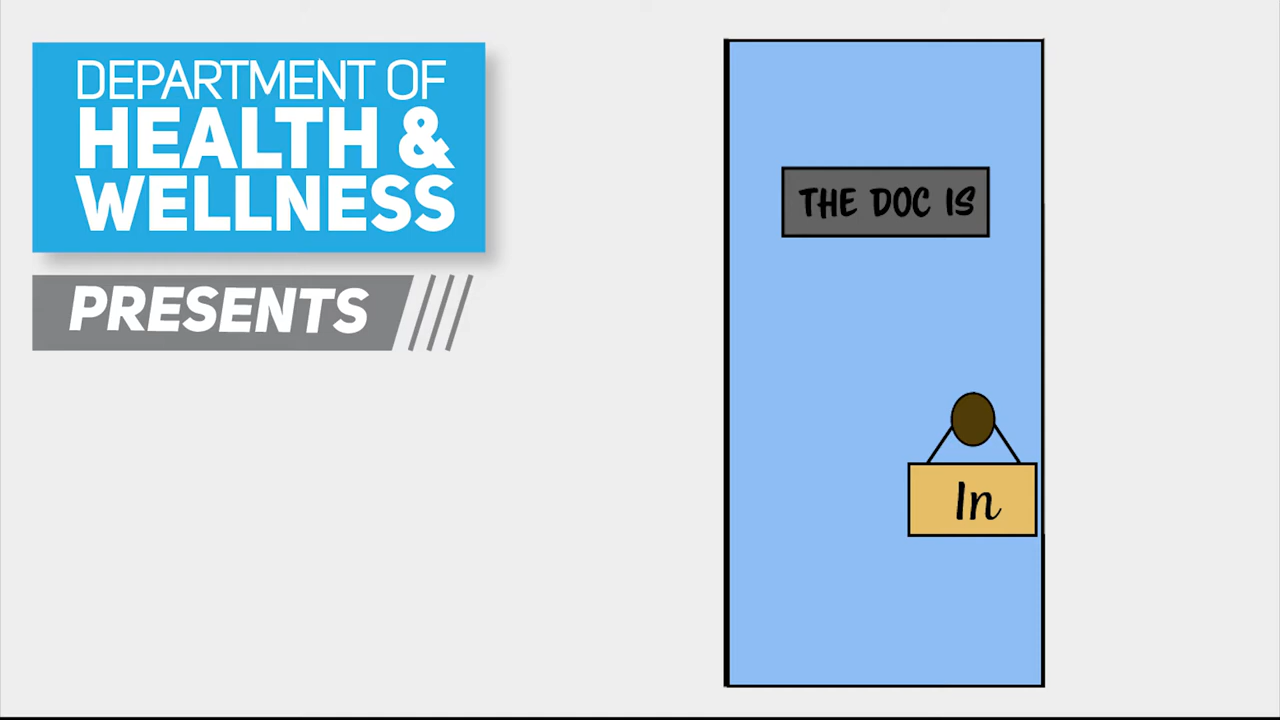 DEPARTMENT OF
HEALTH &
WELLNESS
PRESENTS
THE DOC IS
In